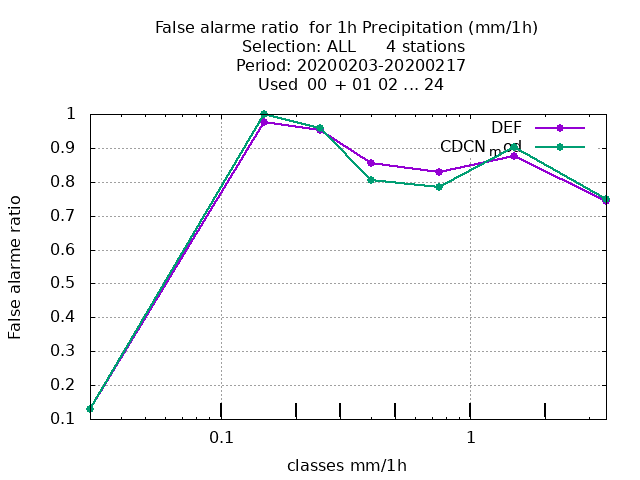 False alarme ratio  for 1h Precipitation (mm/1h)
Selection: ALL      4 stations
Period: 20200203-20200217
Used  00 + 01 02 ... 24
DEF
CDCN mod
1
0.9
0.8
0.7
0.6
0.5
0.4
0.3
0.2
0.1
False alarme ratio
0.1 1
classes mm/1h